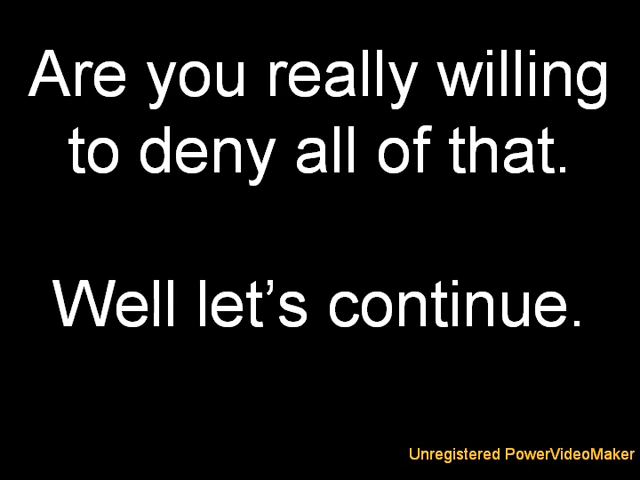 Are you really willing
to deny all of that.
Well let’s continue.
Unregistered PowerVideoMaker